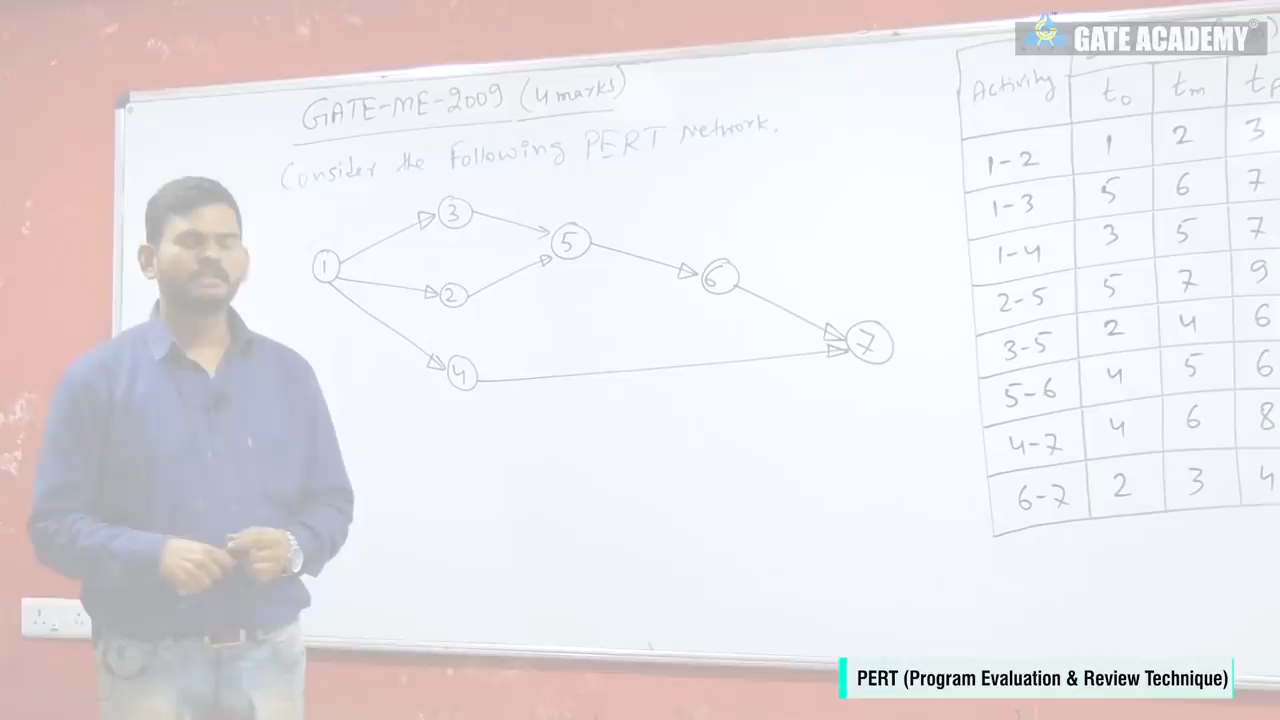 GATE ACADEMY®
GATE-ME-2009 (4 marks)
Consider the following PERT Network.
1
3
2
4
5
6
7
Activity to tm tp
1-2 1 2 3
1-3 5 6 7
1-4 3 5 7
2-5 5 7 9
3-5 2 4 6
5-6 4 5 6
4-7 4 6 8
6-7 2 3 4
PERT (Program Evaluation & Review Technique)